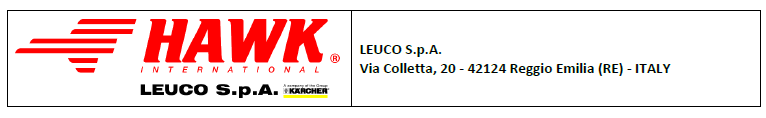 HAWK®
INTERNATIONAL
LEUCO S.p.A.
A company of the Group
KÄRCHER
LEUCO S.p.A.
Via Colletta, 20 - 42124 Reggio Emilia (RE) - ITALY